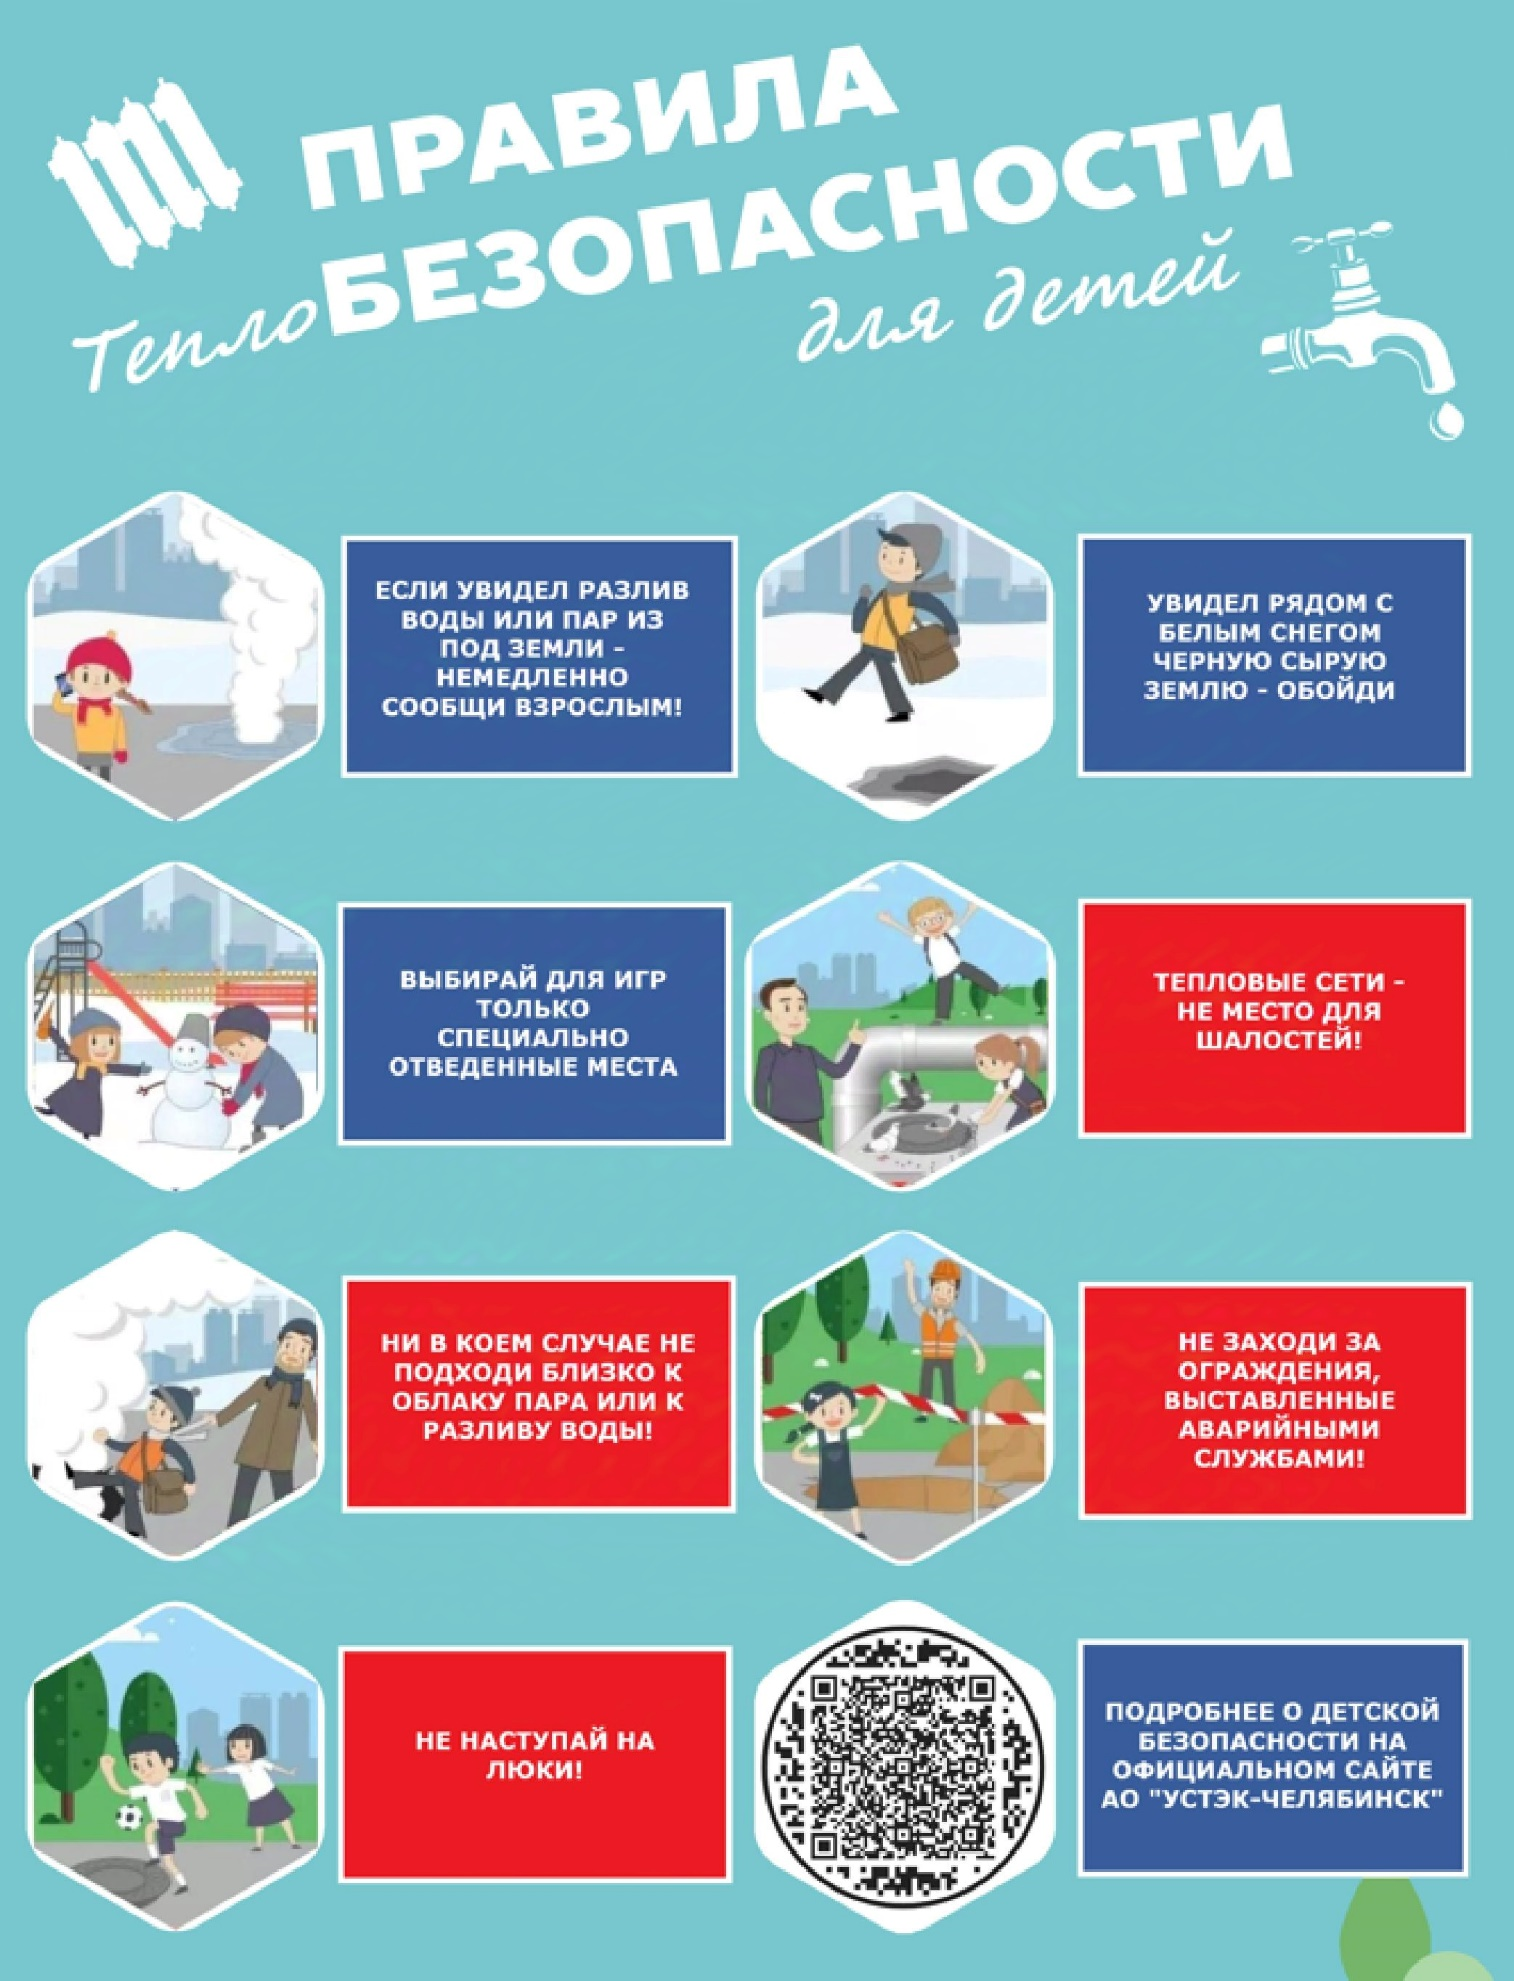 ПРАВИЛА
ТеплоБЕЗОПАСНОСТИ
для детей
ЕСЛИ УВИДЕЛ РАЗЛИВ
ВОДЫ ИЛИ ПАР ИЗ
ПОД ЗЕМЛИ –
НЕМЕДЛЕННО
СООБЩИ ВЗРОСЛЫМ!
УВИДЕЛ РЯДОМ С
БЕЛЫМ СНЕГОМ
ЧЕРНУЮ СЫРУЮ
ЗЕМЛЮ – ОБОЙДИ
ВЫБИРАЙ ДЛЯ ИГР
ТОЛЬКО
СПЕЦИАЛЬНО
ОТВЕДЕННЫЕ МЕСТА
ТЕПЛОВЫЕ СЕТИ –
НЕ МЕСТО ДЛЯ
ШАЛОСТЕЙ!
НИ В КОЕМ СЛУЧАЕ НЕ
ПОДХОДИ БЛИЗКО К
ОБЛАКУ ПАРА ИЛИ К
РАЗЛИВУ ВОДЫ!
НЕ ЗАХОДИ ЗА
ОГРАЖДЕНИЯ,
ВЫСТАВЛЕННЫЕ
АВАРИЙНЫМИ
СЛУЖБАМИ!
НЕ НАСТУПАЙ НА
ЛЮКИ!
ПОДРОБНЕЕ О ДЕТСКОЙ
БЕЗОПАСНОСТИ НА
ОФИЦИАЛЬНОМ САЙТЕ
АО "УСТЭК-ЧЕЛЯБИНСК"